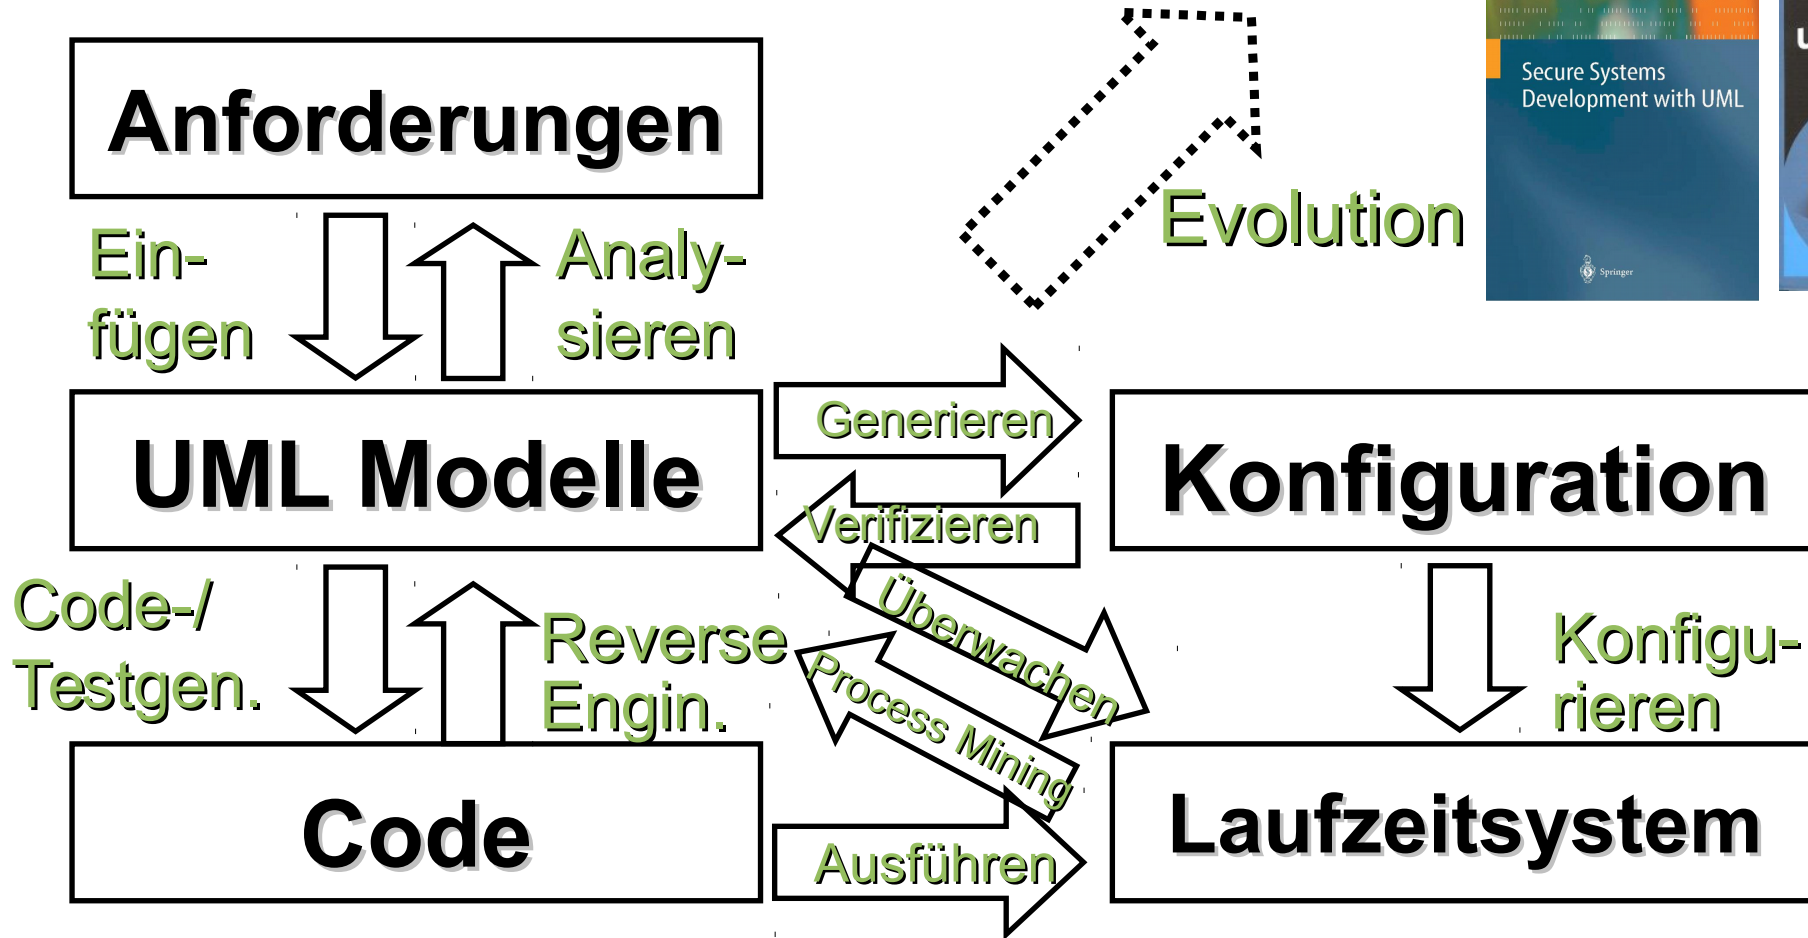 Anforderungen
Secure Systems
Development with UML
Springer
Evolution
Ein-
fügen
Analy-
sieren
UML Modelle
Generieren
Verifizieren
Konfiguration
Code-/
Testgen.
Reverse
Engin.
Überwachen
Process Mining
Konfigu-
rieren
Code
Ausführen
Laufzeitsystem